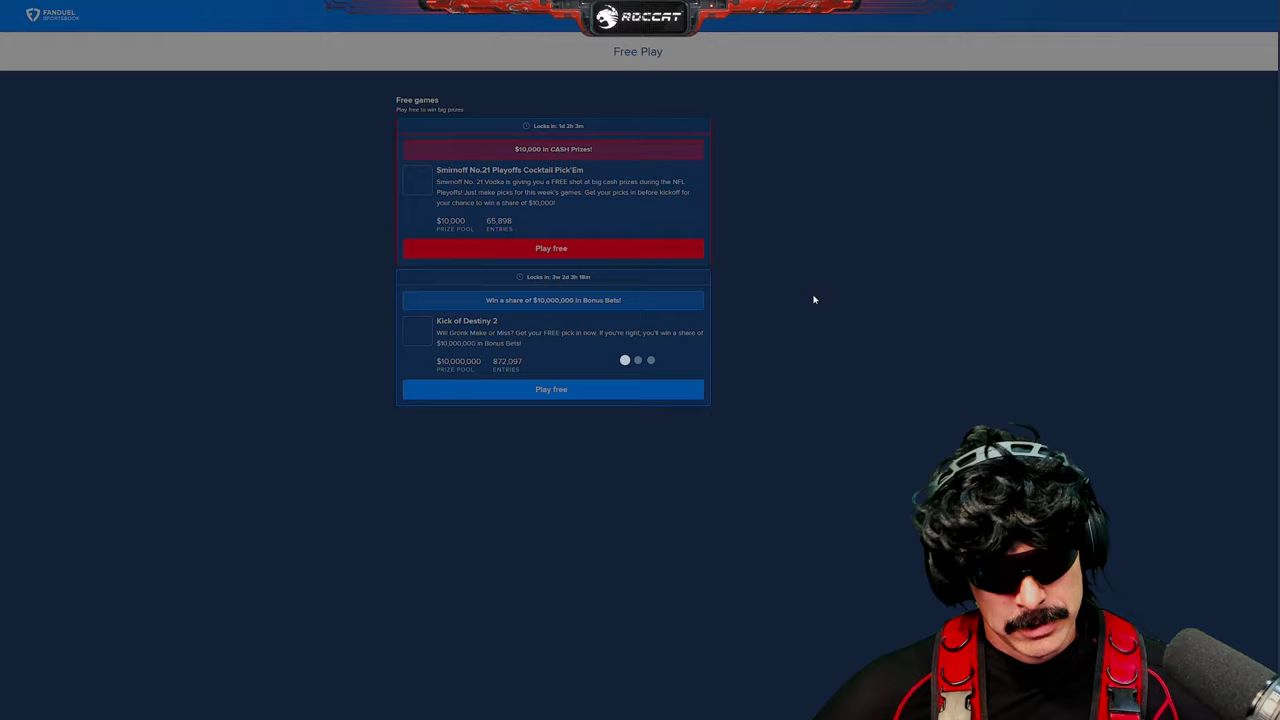 FANDUEL
SPORTSBOOK
ROCCAT
Free Play
Free games
Play free to win big prizes
Locks in: 1d 2h 3m
$10,000 in CASH Prizes!
Smirnoff No.21 Playoffs Cocktail Pick'Em
Smirnoff No. 21 Vodka is giving you a FREE shot at big cash prizes during the NFL
Playoffs! Just make picks for this week's games. Get your picks in before kickoff for
your chance to win a share of $10,000!
$10,000 65,898
PRIZE POOL ENTRIES
Play free
Locks in: 3w 2d 3h 18m
Win a share of $10,000,000 in Bonus Bets!
Kick of Destiny 2
Will Gronk Make or Miss? Get your FREE pick in now. If you're right, you'll win a share of
$10,000,000 in Bonus Bets!
$10,000,000 872,097
PRIZE POOL ENTRIES
Play free